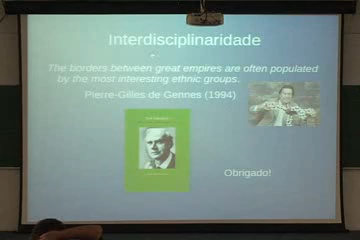 Interdisciplinaridade
The borders between great empires are often populated
by the most interesting ethnic groups.
Pierre-Gilles de Gennes (1994)
Obrigado!